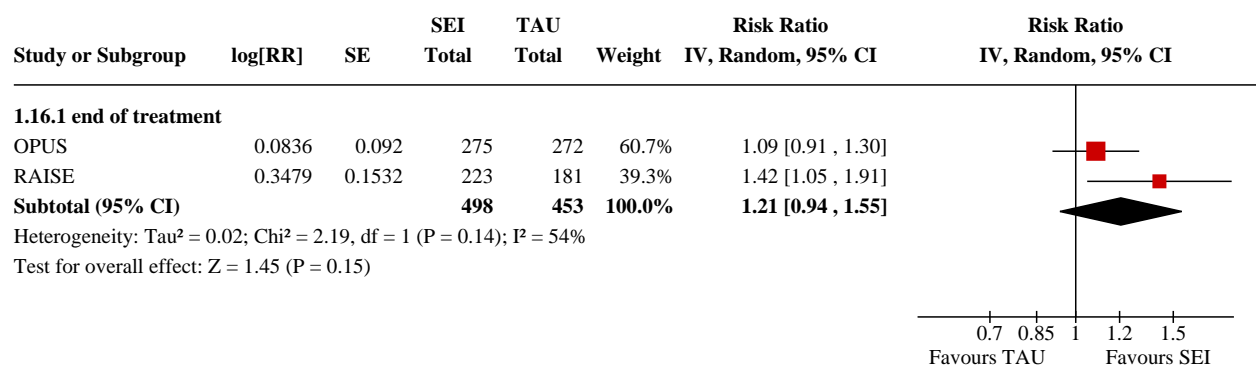 SEI TAU Risk Ratio Risk Ratio
Study or Subgroup log[RR] SE Total Total Weight IV, Random, 95% CI IV, Random, 95% CI
1.16.1 end of treatment
OPUS 0.0836 0.092 275 272 60.7% 1.09 [0.91 , 1.30]
RAISE 0.3479 0.1532 223 181 39.3% 1.42 [1.05 , 1.91]
Subtotal (95% CI) 498 453 100.0% 1.21 [0.94 , 1.55]
Heterogeneity: Tau² = 0.02; Chi² = 2.19, df = 1 (P = 0.14); I² = 54%
Test for overall effect: Z = 1.45 (P = 0.15)
0.7 0.85 1 1.2 1.5
Favours TAU Favours SEI